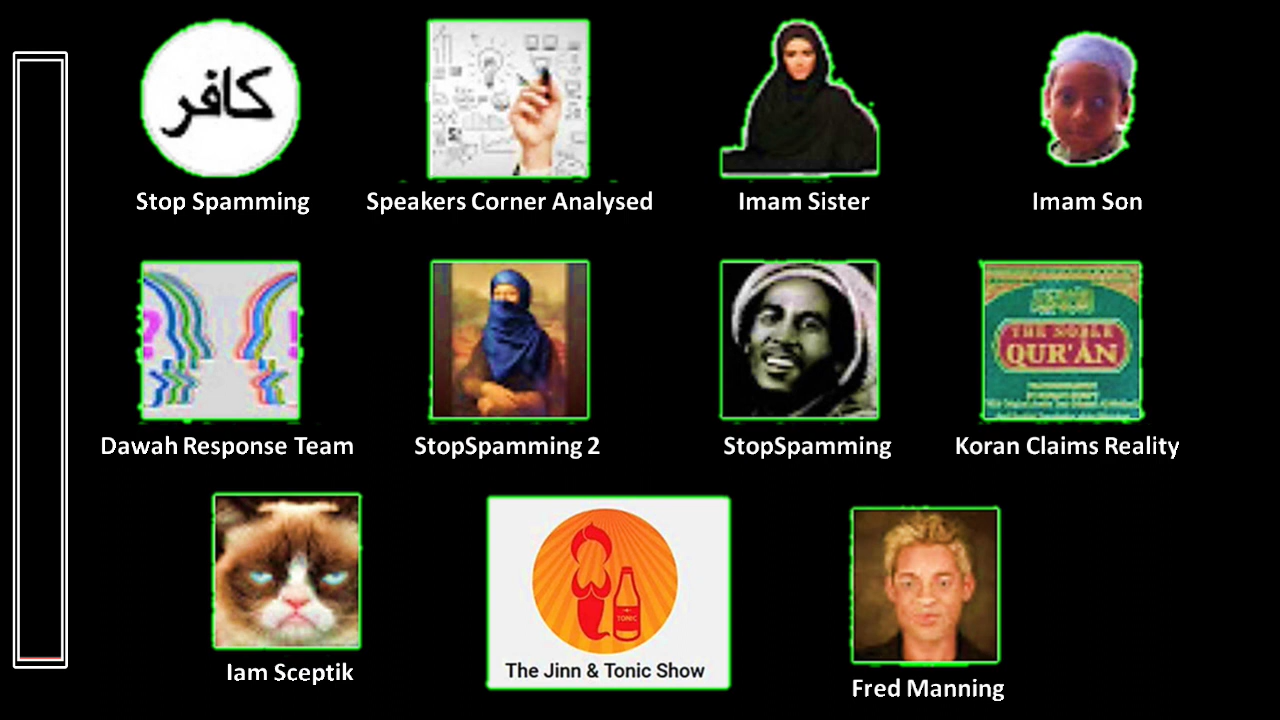 كافر
Stop Spamming
Speakers Corner Analysed
Imam Sister
Imam Son
?
!
THE NOBLE
QUR'ÂN
Dawah Response Team
StopSpamming 2
StopSpamming
Koran Claims Reality
TONIC
Iam Sceptik
The Jinn & Tonic Show
Fred Manning